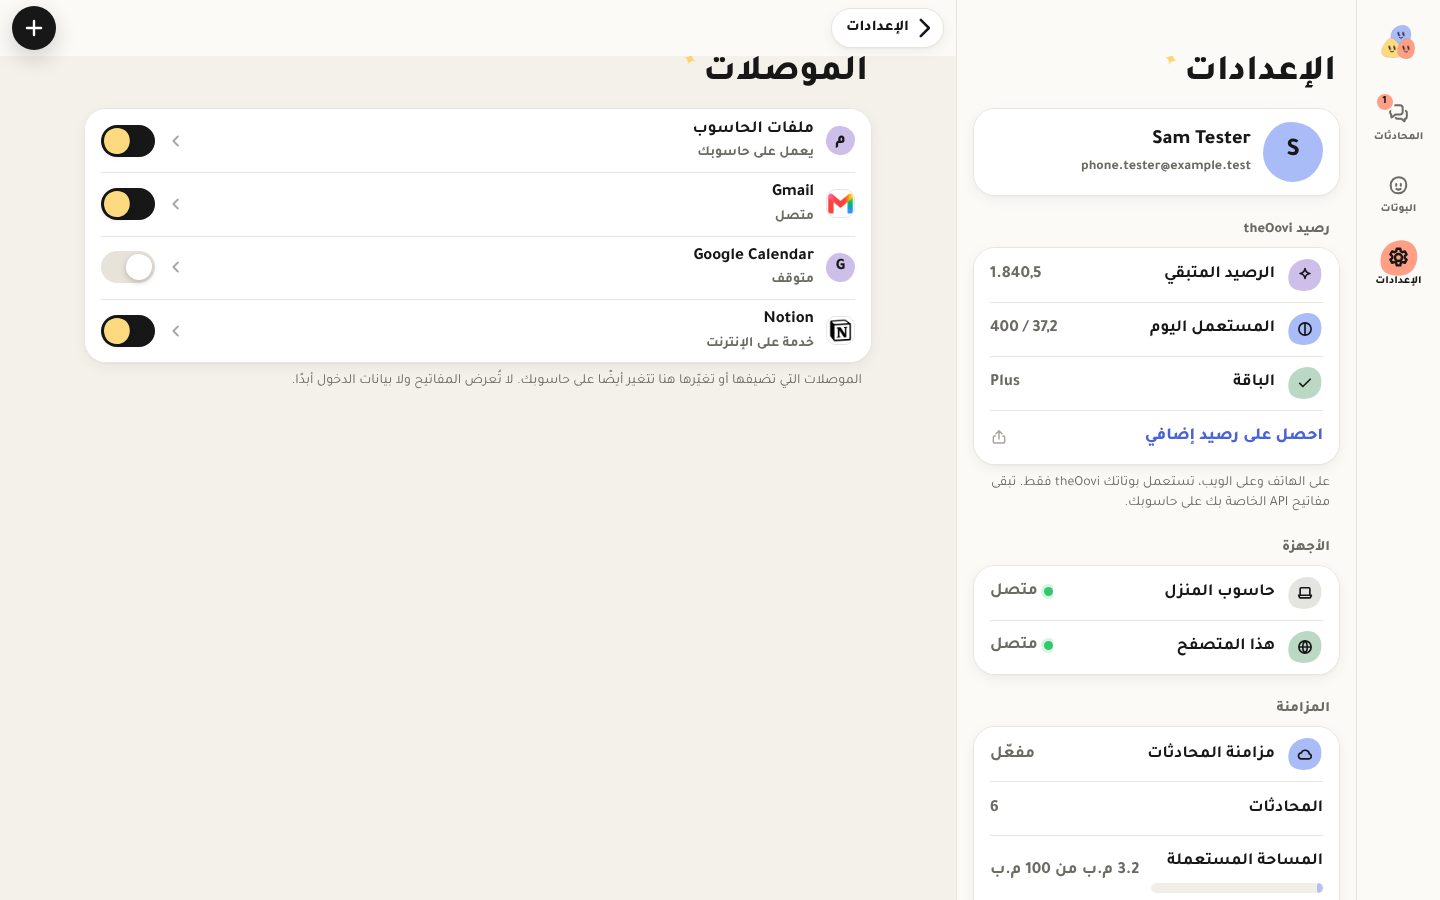 1
المحادثات
البوتات
الإعدادات
الإعدادات
S
Sam Tester
phone.tester@example.test
رصيد theOovi
الرصيد المتبقي
1.840,5
المستعمل اليوم
37,2 / 400
الباقة
Plus
احصل على رصيد إضافي
على الهاتف وعلى الويب، تستعمل بوتاتك theOovi فقط. تبقى
مفاتيح API الخاصة بك على حاسوبك.
الأجهزة
حاسوب المنزل
متصل
هذا المتصفح
متصل
المزامنة
مزامنة المحادثات
مفعّل
المحادثات
6
المساحة المستعملة
3.2 م.ب من 100 م.ب
الإعدادات
الموصلات
م
ملفات الحاسوب
يعمل على حاسوبك
Gmail
متصل
G
Google Calendar
متوقف
Notion
خدمة على الإنترنت
الموصلات التي تضيفها أو تغيّرها هنا تتغير أيضًا على حاسوبك. لا تُعرض المفاتيح ولا بيانات الدخول أبدًا.